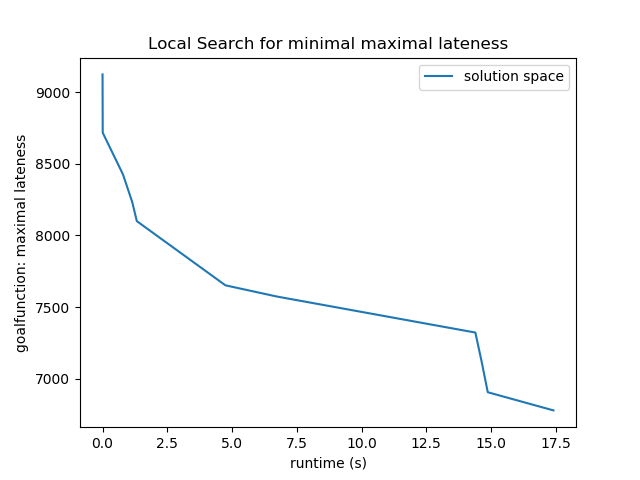 Local Search for minimal maximal lateness
solution space
goalfunction: maximal lateness
9000
8500
8000
7500
7000
0.0 2.5 5.0 7.5 10.0 12.5 15.0 17.5
runtime (s)